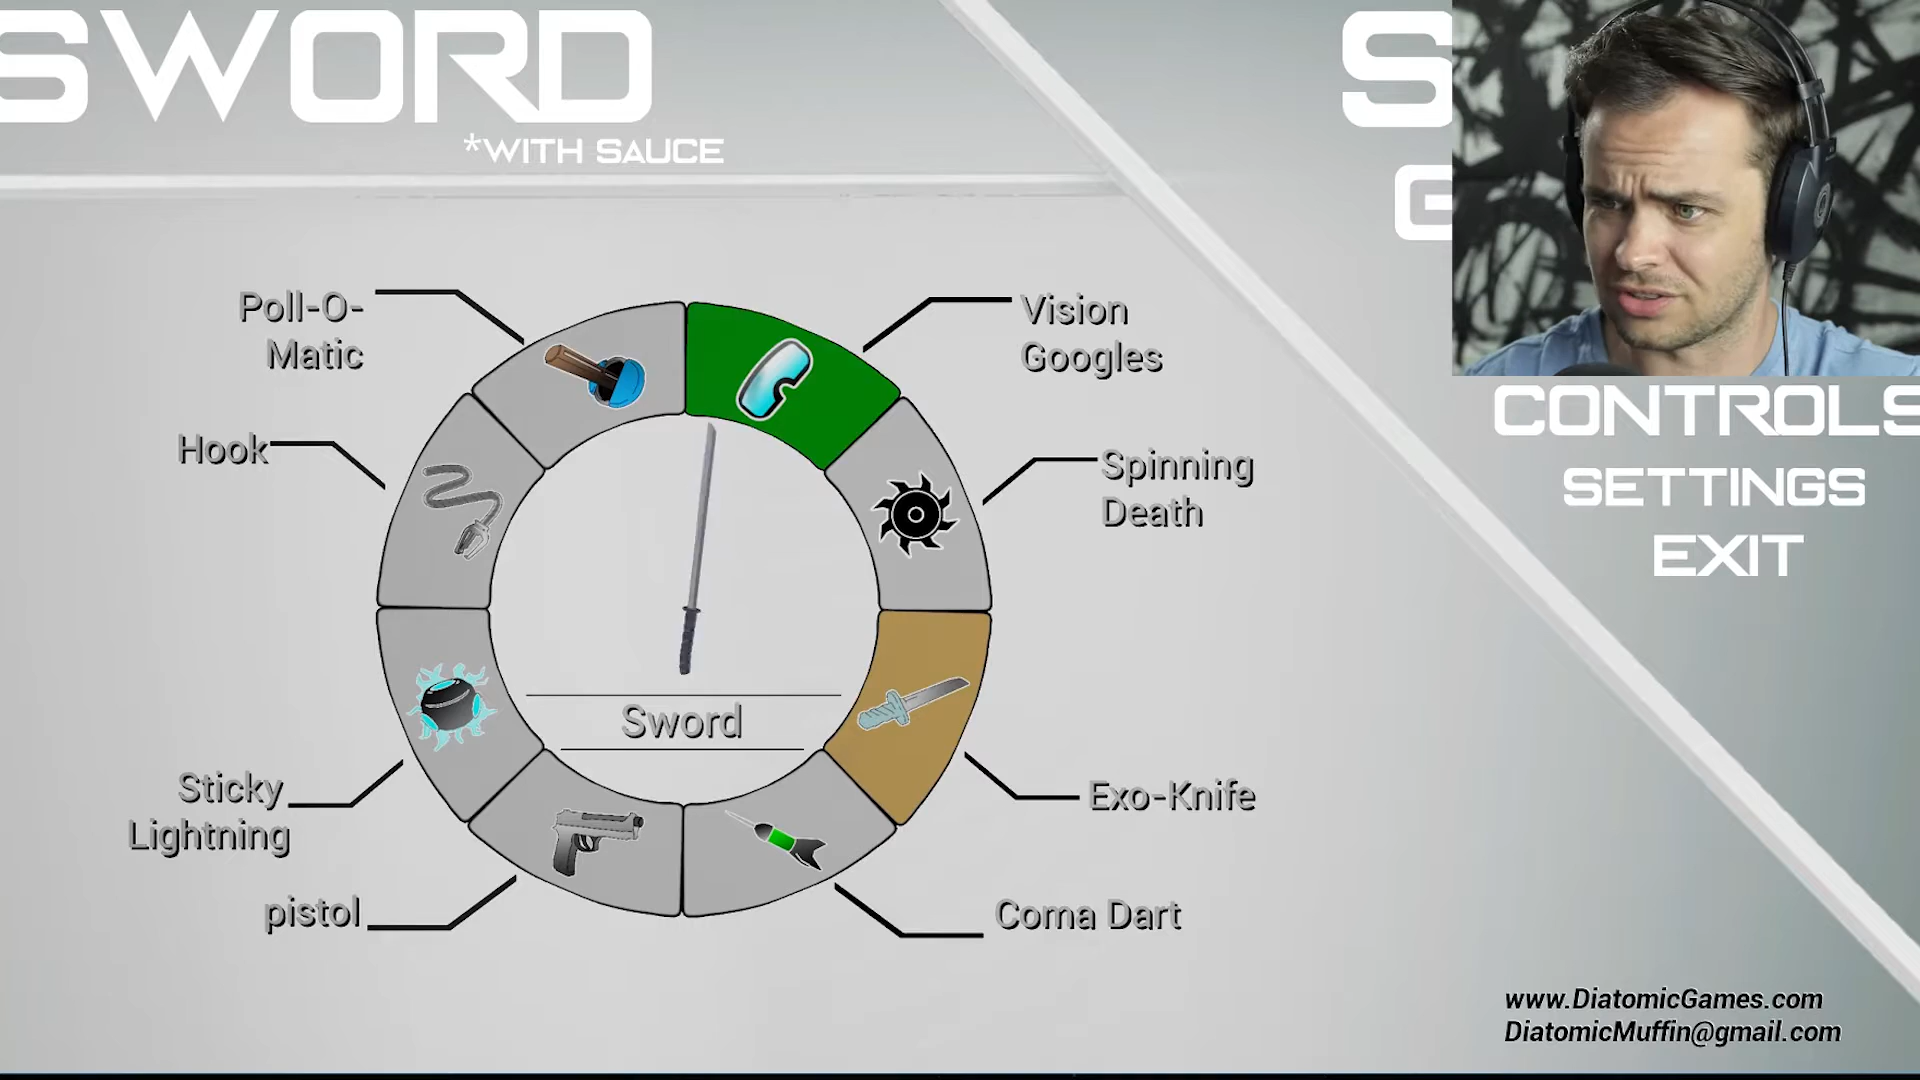 SWORD
*WITH SAUCE
S
G
Poll-O-
Matic
Vision
Googles
Hook
Spinning
Death
Sword
Sticky
Lightning
Exo-Knife
pistol
Coma Dart
CONTROLS
SETTINGS
EXIT
www.DiatomicGames.com
DiatomicMuffin@gmail.com